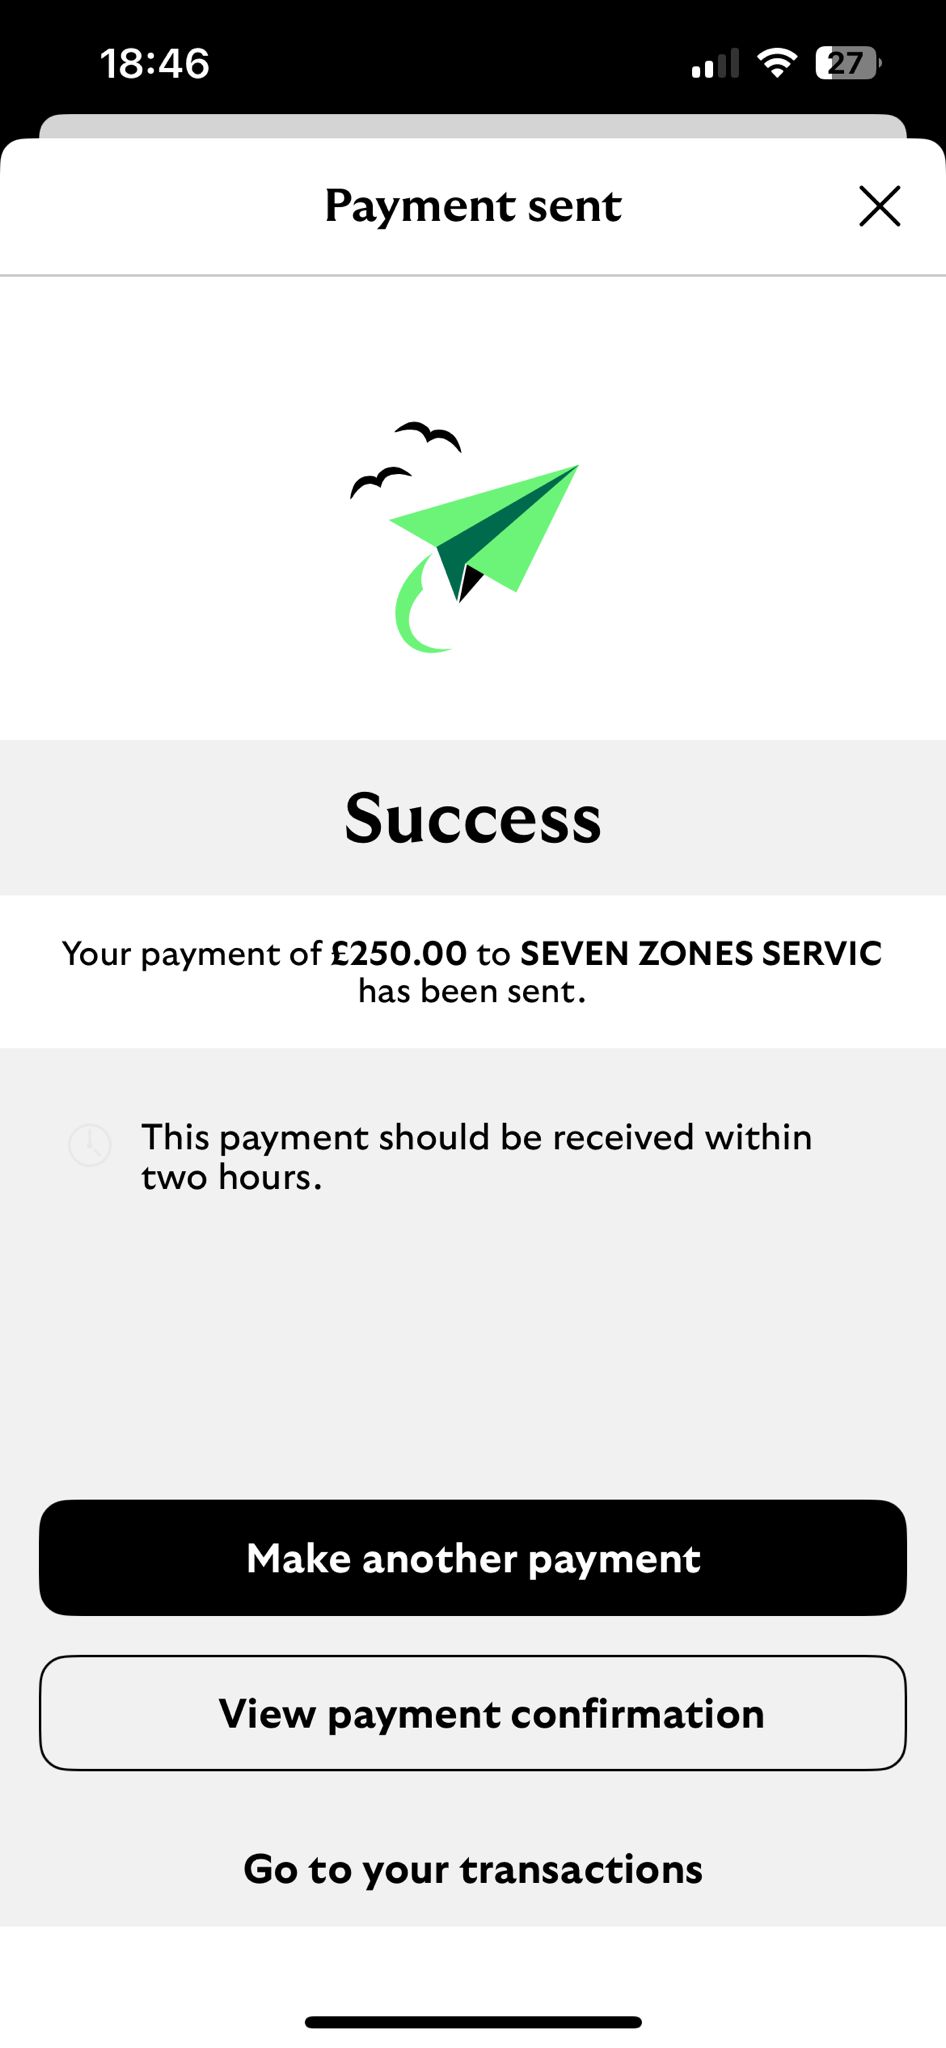 18:46
27
Payment sent
Success
Your payment of £250.00 to SEVEN ZONES SERVIC
has been sent.
This payment should be received within
two hours.
Make another payment
View payment confirmation
Go to your transactions